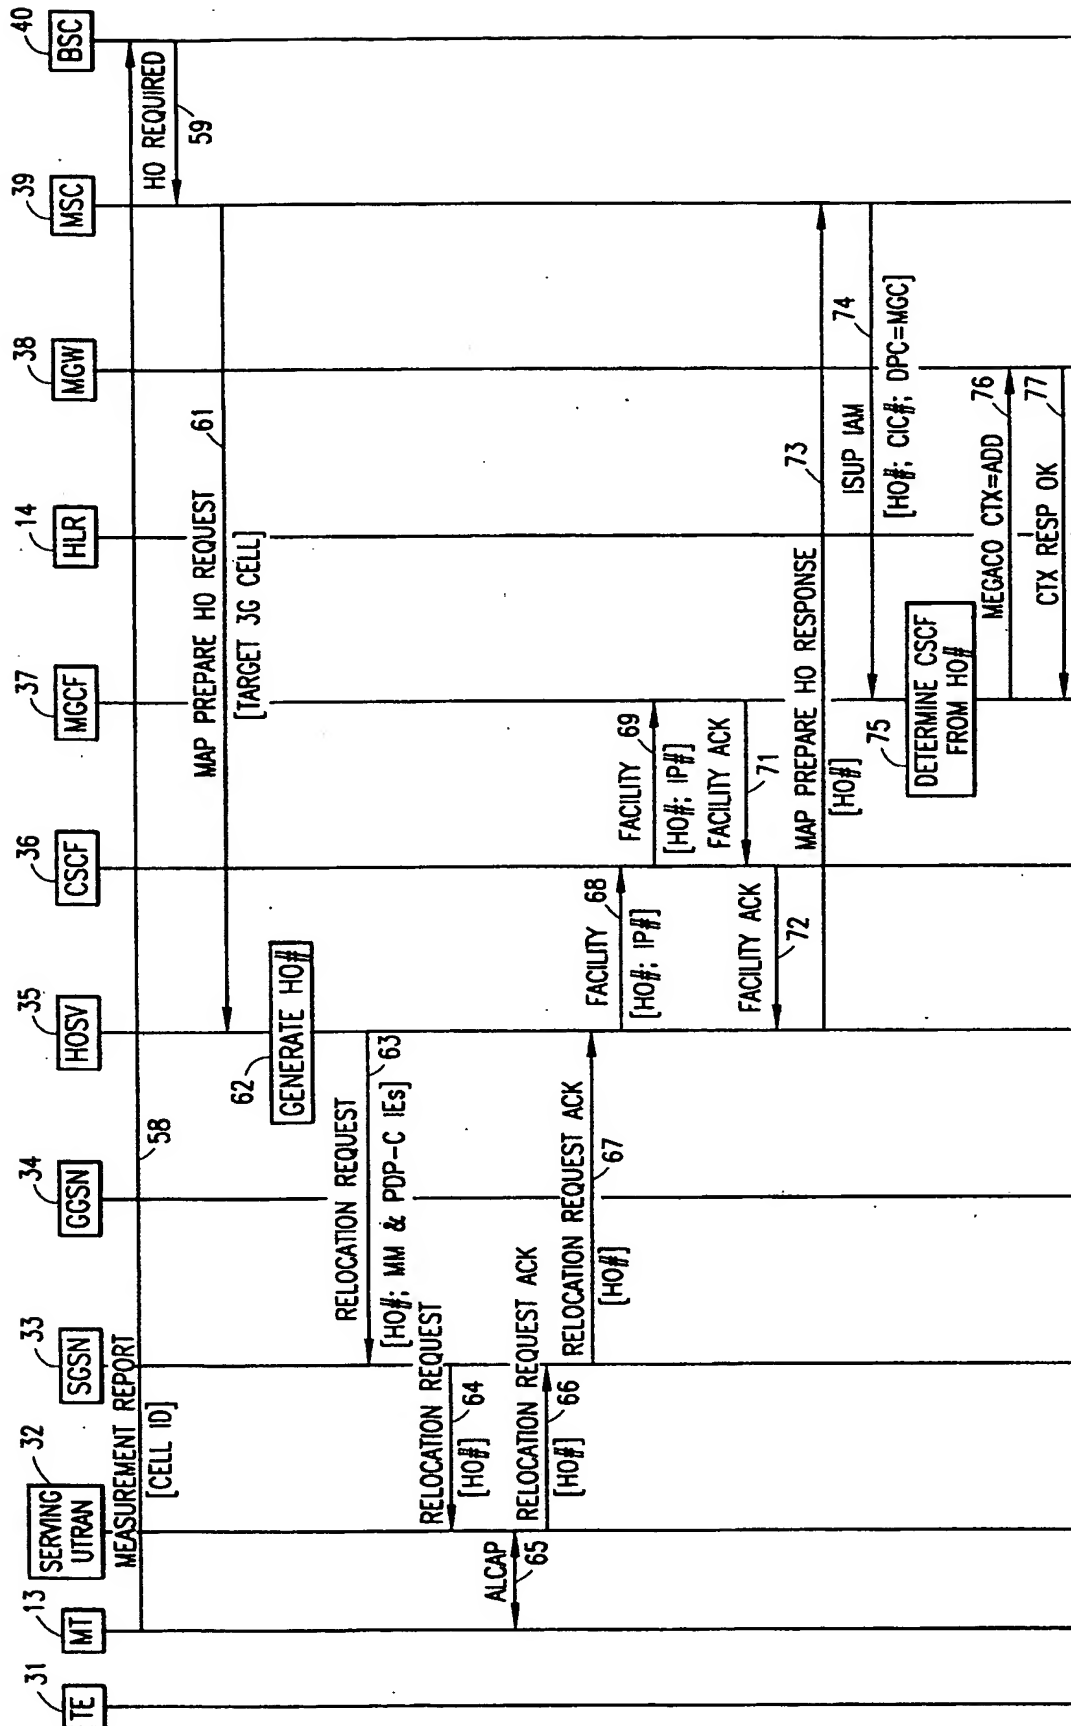 31
TE
13
MT
32
SERVING
UTRAN
33
SGSN
34
GGSN
35
HOSV
36
CSCF
37
MGCF
14
HLR
38
MGW
39
MSC
40
BSC
MEASUREMENT REPORT
[CELL ID]
58
HO REQUIRED
59
MAP PREPARE HO REQUEST
61
[TARGET 3G CELL]
62
GENERATE HO#
RELOCATION REQUEST
63
[HO#; MM & PDP-C IEs]
RELOCATION REQUEST
64
[HO#]
ALCAP
65
RELOCATION REQUEST ACK
66
[HO#]
RELOCATION REQUEST ACK
67
[HO#]
FACILITY
68
[HO#; IP#]
FACILITY
69
[HO#; IP#]
FACILITY ACK
71
FACILITY ACK
72
MAP PREPARE HO RESPONSE
73
[HO#]
ISUP IAM
74
[HO#; CIC#; DPC=MGC]
75
DETERMINE CSCF
FROM HO#
MEGACO CTX=ADD
76
CTX RESP OK
77